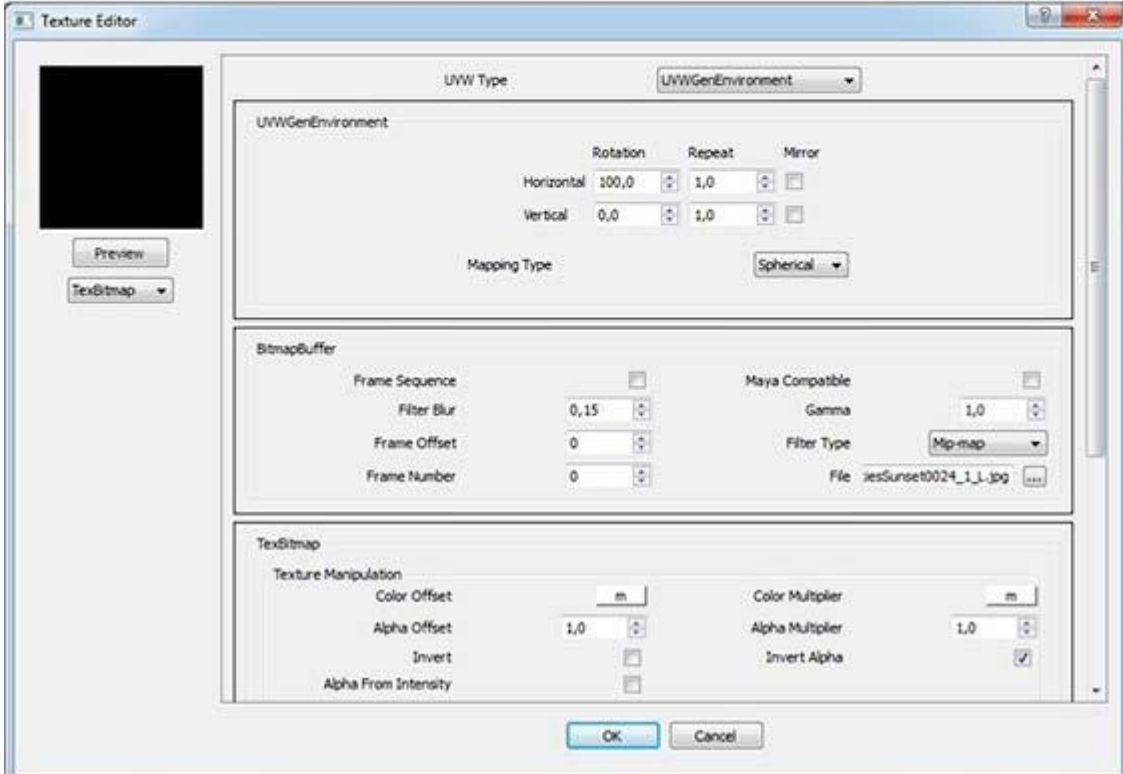 Texture Editor
UVW Type UVWGenEnvironment
UVWGenEnvironment
Rotation Repeat Mirror
Horizontal 100,0 1,0
Vertical 0,0 1,0
Mapping Type Spherical
Preview
TexBitmap
BitmapBuffer
Frame Sequence Maya Compatible
Filter Blur 0,15 Gamma 1,0
Frame Offset 0 Filter Type Mip-map
Frame Number 0 File iesSunset0024_1_L.jpg ...
TexBitmap
Texture Manipulation
Color Offset m Color Multiplier m
Alpha Offset 1,0 Alpha Multiplier 1,0
Invert Invert Alpha
Alpha From Intensity
OK Cancel